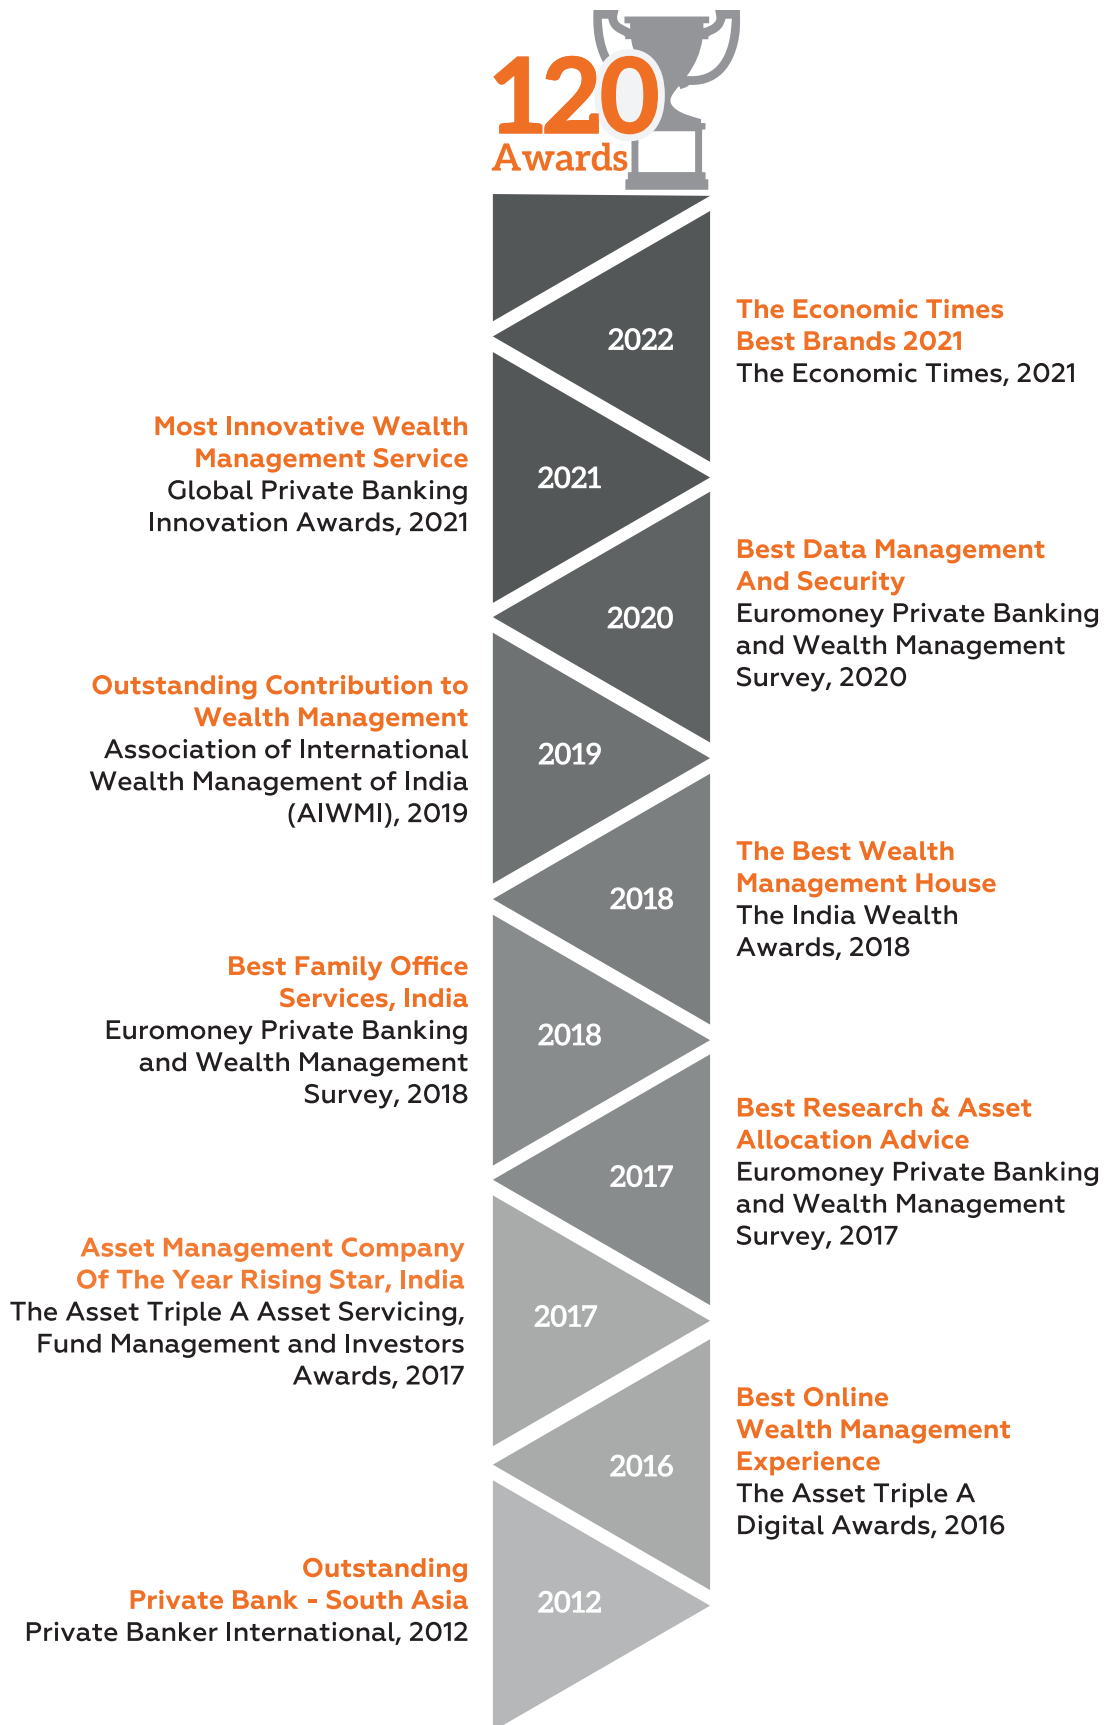 120
Awards
2022
The Economic Times
Best Brands 2021
The Economic Times, 2021
Most Innovative Wealth
Management Service
Global Private Banking
Innovation Awards, 2021
2021
Best Data Management
And Security
Euromoney Private Banking
and Wealth Management
Survey, 2020
2020
Outstanding Contribution to
Wealth Management
Association of International
Wealth Management of India
(AIWMI), 2019
2019
The Best Wealth
Management House
The India Wealth
Awards, 2018
2018
Best Family Office
Services, India
Euromoney Private Banking
and Wealth Management
Survey, 2018
2018
Best Research & Asset
Allocation Advice
Euromoney Private Banking
and Wealth Management
Survey, 2017
2017
Asset Management Company
Of The Year Rising Star, India
The Asset Triple A Asset Servicing,
Fund Management and Investors
Awards, 2017
2017
Best Online
Wealth Management
Experience
The Asset Triple A
Digital Awards, 2016
2016
Outstanding
Private Bank - South Asia
Private Banker International, 2012
2012